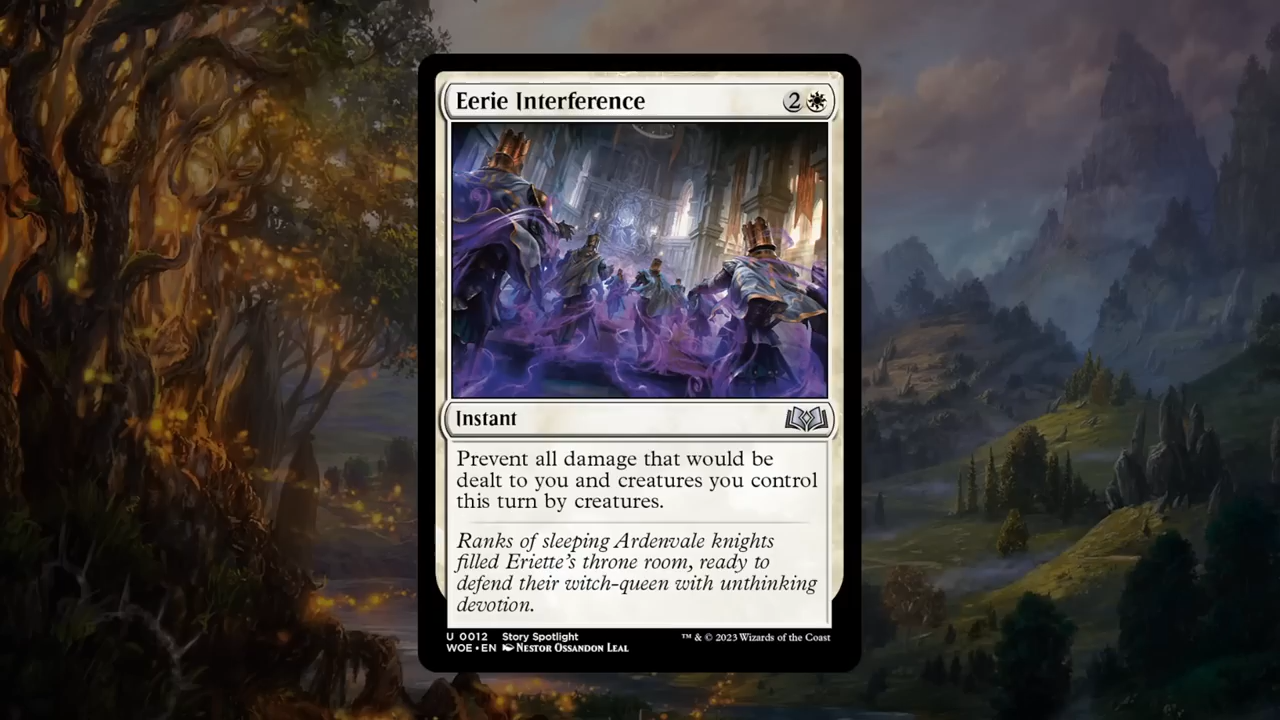 Eerie Interference 2
Instant
Prevent all damage that would be
dealt to you and creatures you control
this turn by creatures.
Ranks of sleeping Ardenvale knights
filled Eriette's throne room, ready to
defend their witch-queen with unthinking
devotion.
U 0012 Story Spotlight ™ & © 2023 Wizards of the Coast
WOE • EN Nestor Ossandon Leal